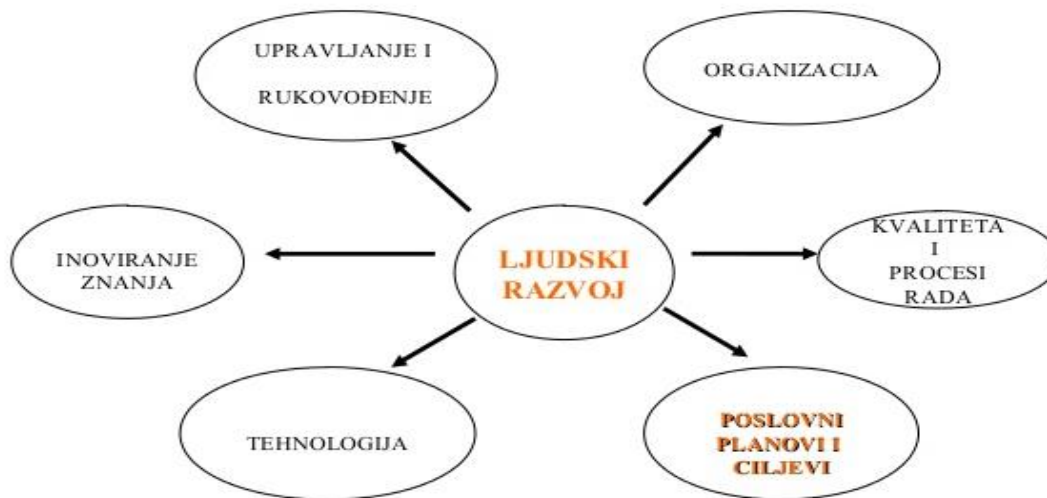 UPRAVLJANJE I
RUKOVOĐENJE
ORGANIZACIJA
INOVIRANJE
ZNANJA
LJUDSKI
RAZVOJ
KVALITETA
I
PROCESI
RADA
TEHNOLOGIJA
POSLOVNI
PLANOVI I
CILJEVI